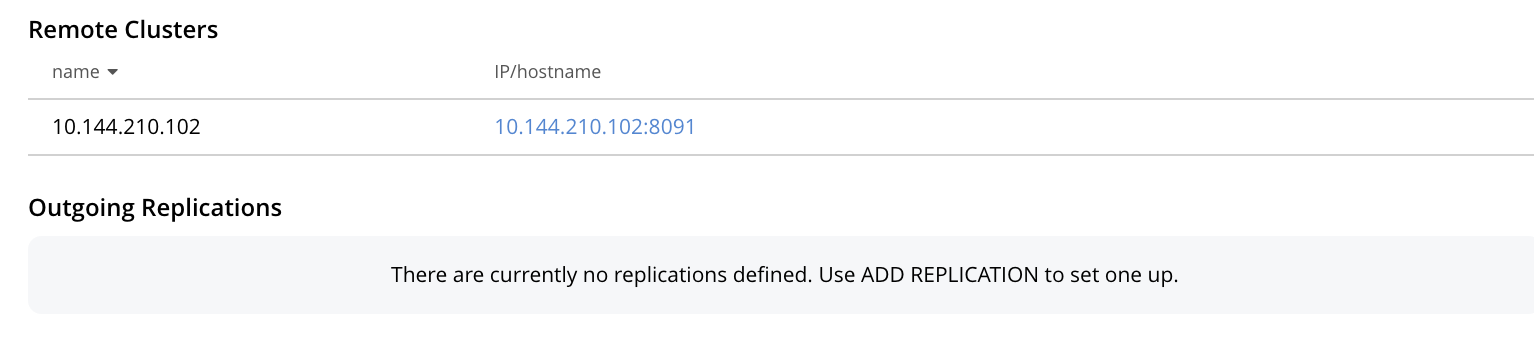 Remote Clusters
name IP/hostname
10.144.210.102 10.144.210.102:8091
Outgoing Replications
There are currently no replications defined. Use ADD REPLICATION to set one up.